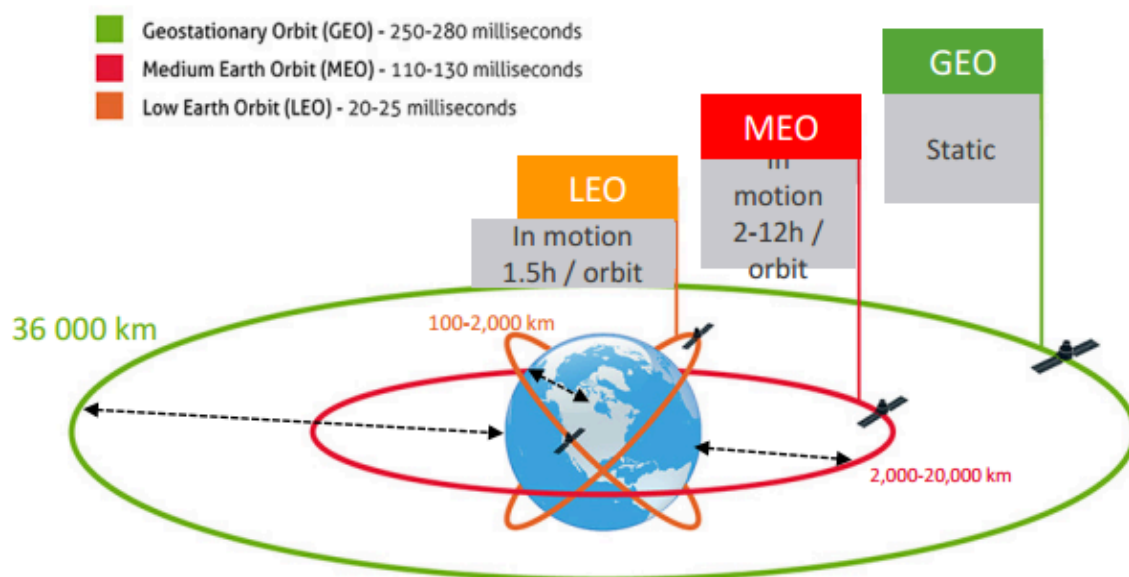 Geostationary Orbit (GEO) - 250-280 milliseconds
Medium Earth Orbit (MEO) - 110-130 milliseconds
Low Earth Orbit (LEO) - 20-25 milliseconds
GEO
Static
MEO
In
motion
2-12h /
orbit
LEO
In motion
1.5h / orbit
36 000 km
100-2,000 km
2,000-20,000 km